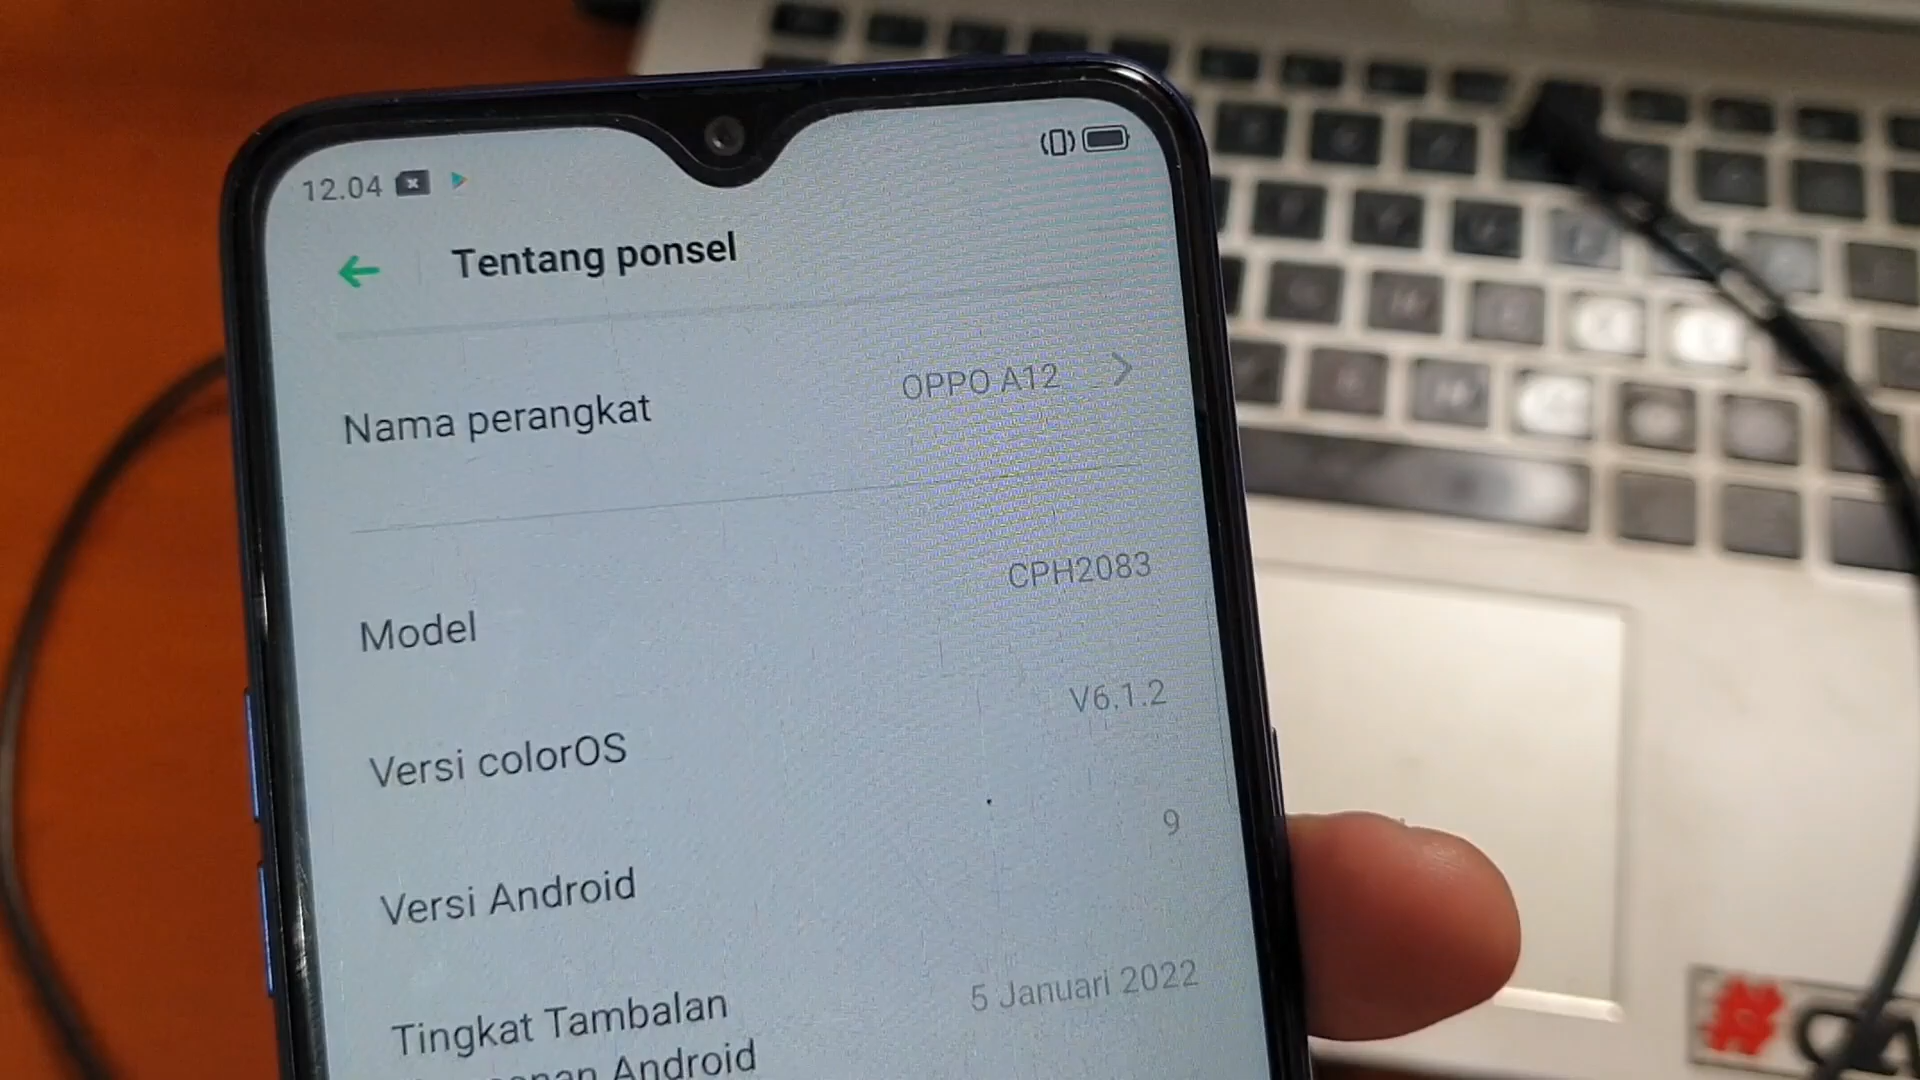 12.04
Tentang ponsel
Nama perangkat
OPPO A12
Model
CPH2083
Versi colorOS
V6.1.2
Versi Android
9
Tingkat Tambalan
5 Januari 2022
Android